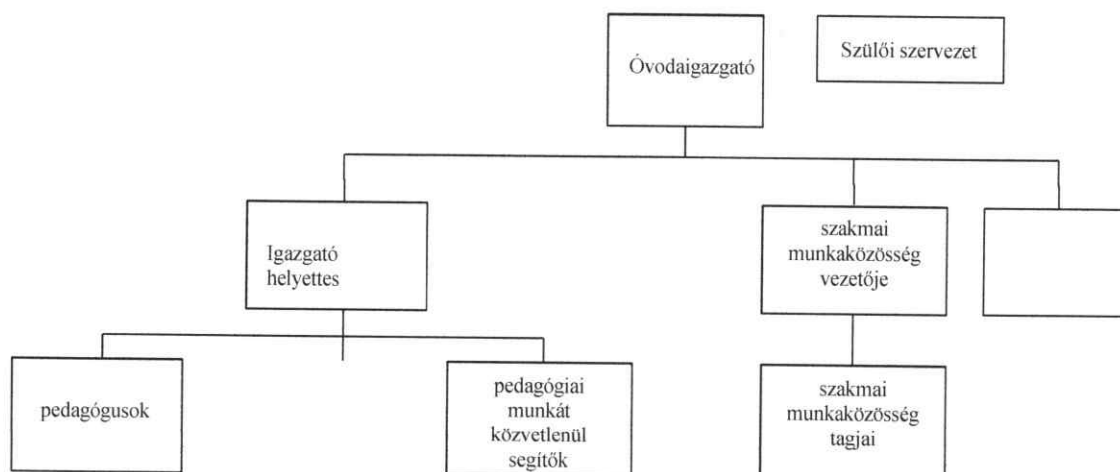 Óvodaigazgató
Szülői szervezet
Igazgató
helyettes
szakmai
munkaközösség
vezetője
pedagógusok
pedagógiai
munkát
közvetlenül
segítők
szakmai
munkaközösség
tagjai